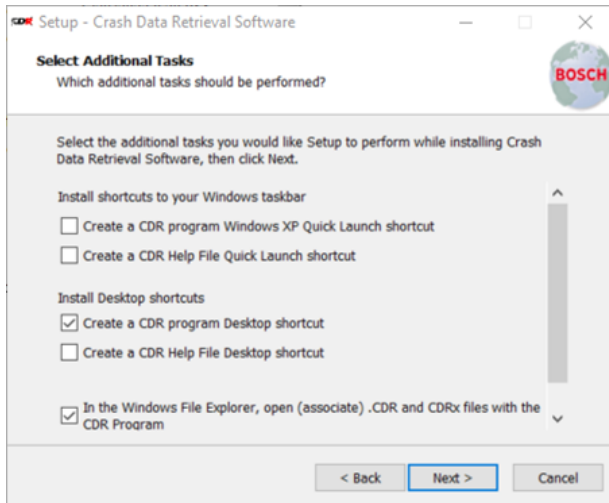 CDR Setup - Crash Data Retrieval Software
Select Additional Tasks
Which additional tasks should be performed?
BOSCH
Select the additional tasks you would like Setup to perform while installing Crash
Data Retrieval Software, then click Next.
Install shortcuts to your Windows taskbar
Create a CDR program Windows XP Quick Launch shortcut
Create a CDR Help File Quick Launch shortcut
Install Desktop shortcuts
Create a CDR program Desktop shortcut
Create a CDR Help File Desktop shortcut
In the Windows File Explorer, open (associate) .CDR and CDRx files with the
CDR Program
< Back
Next >
Cancel